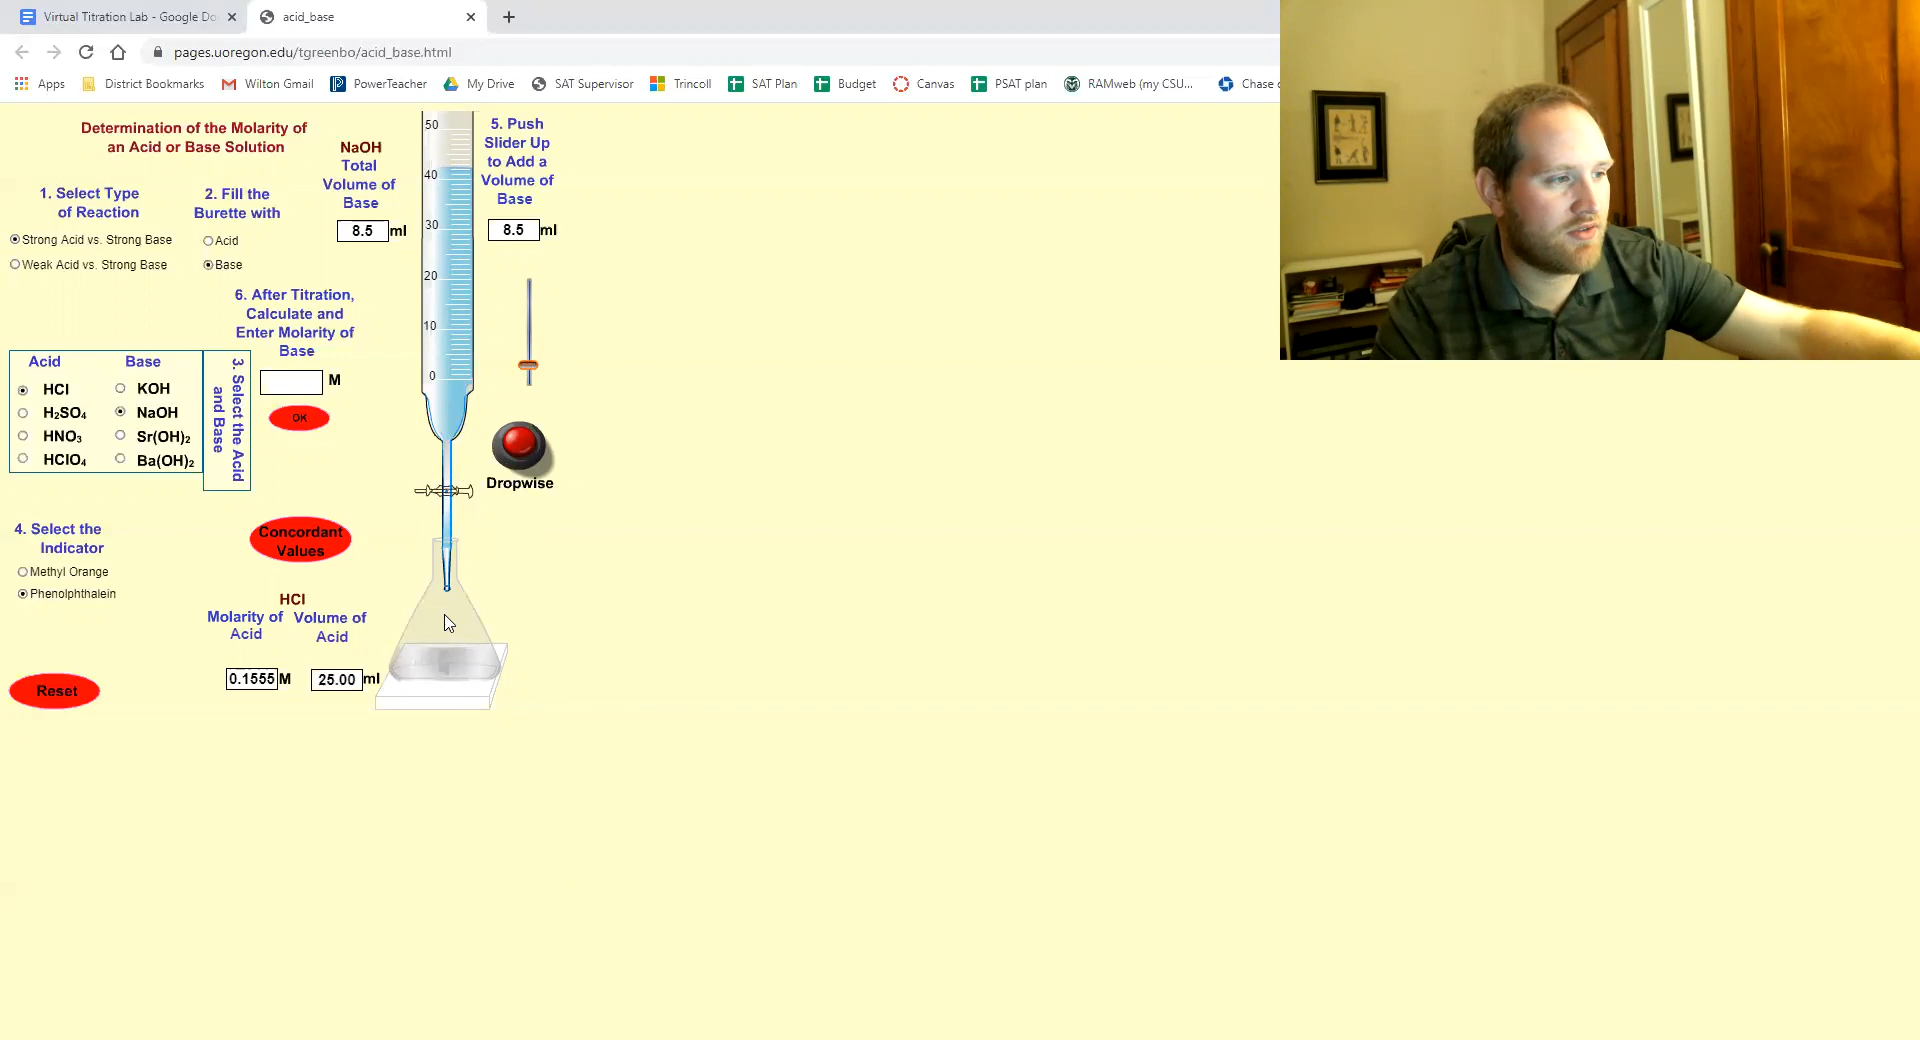 Virtual Titration Lab - Google Do
acid_base
pages.uoregon.edu/tgreenbo/acid_base.html
Apps
District Bookmarks
Wilton Gmail
PowerTeacher
My Drive
SAT Supervisor
Trincoll
SAT Plan
Budget
Canvas
PSAT plan
RAMweb (my CSU...
Chase
Determination of the Molarity of
an Acid or Base Solution
1. Select Type
of Reaction
Strong Acid vs. Strong Base
Weak Acid vs. Strong Base
2. Fill the
Burette with
Acid
Base
NaOH
Total
Volume of
Base
8.5 ml
50
40
30
20
10
0
5. Push
Slider Up
to Add a
Volume of
Base
8.5 ml
Dropwise
6. After Titration,
Calculate and
Enter Molarity of
Base
M
OK
Acid Base
HCl KOH
H₂SO₄ NaOH
HNO₃ Sr(OH)₂
HClO₄ Ba(OH)₂
3. Select the Acid
and Base
4. Select the
Indicator
Methyl Orange
Phenolphthalein
Concordant
Values
HCl
Molarity of
Acid
Volume of
Acid
0.1555 M
25.00 ml
Reset